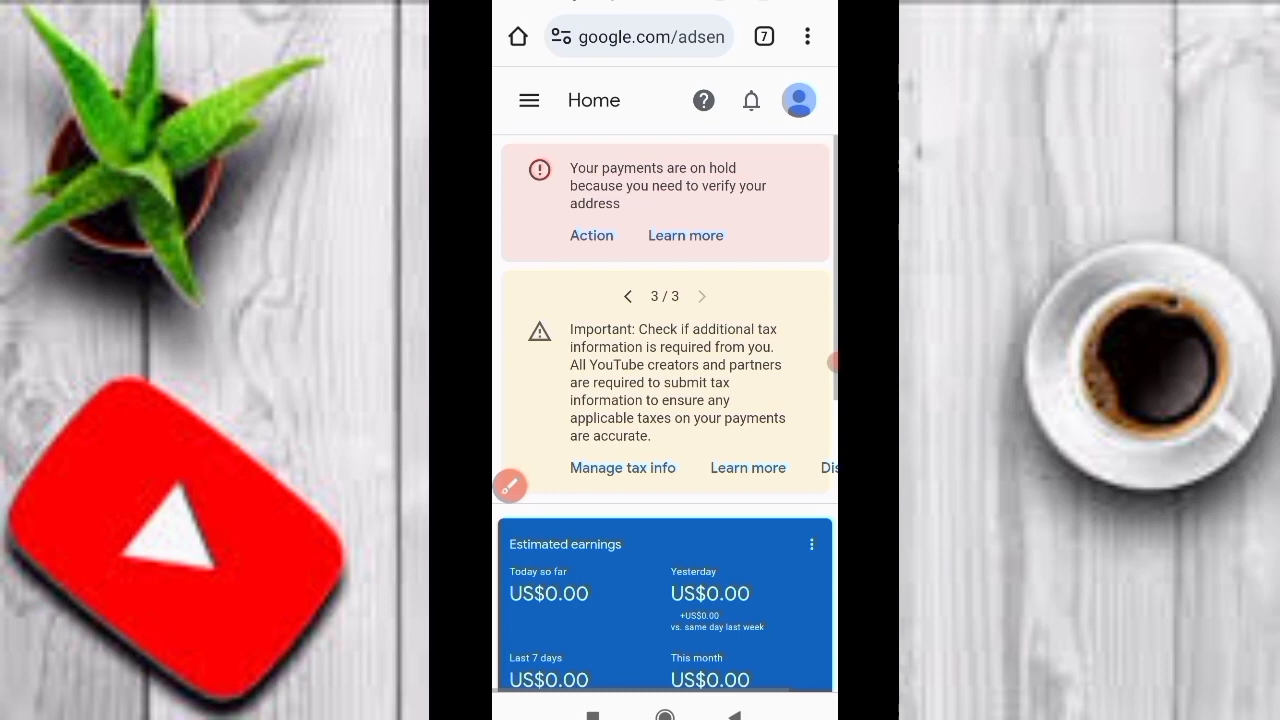 google.com/adsen
7
Home
Your payments are on hold
because you need to verify your
address
Action Learn more
3 / 3
Important: Check if additional tax
information is required from you.
All YouTube creators and partners
are required to submit tax
information to ensure any
applicable taxes on your payments
are accurate.
Manage tax info Learn more Dis
Estimated earnings
Today so far Yesterday
US$0.00 US$0.00
+US$0.00
vs. same day last week
Last 7 days This month
US$0.00 US$0.00